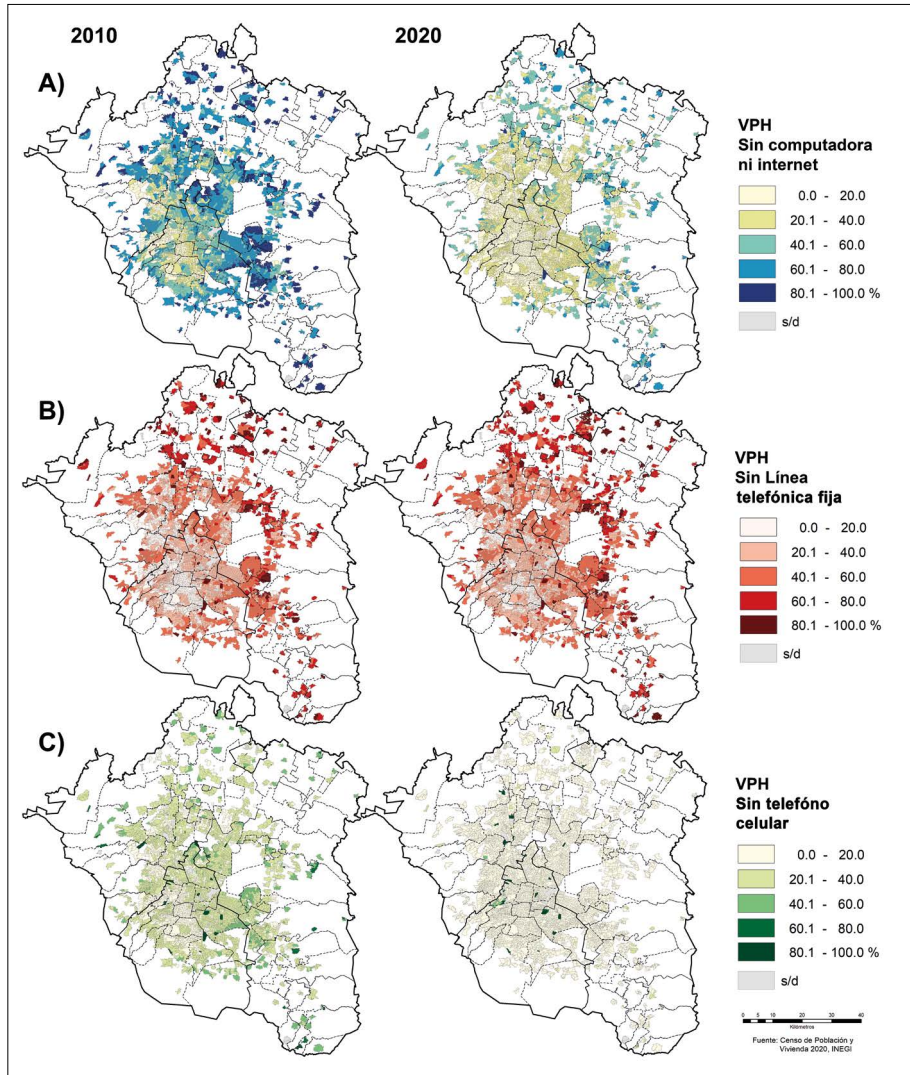 2010
2020
A)
VPH
Sin computadora
ni internet
0.0 - 20.0
20.1 - 40.0
40.1 - 60.0
60.1 - 80.0
80.1 - 100.0 %
s/d
B)
VPH
Sin Línea
telefónica fija
0.0 - 20.0
20.1 - 40.0
40.1 - 60.0
60.1 - 80.0
80.1 - 100.0 %
s/d
C)
VPH
Sin telefóno
celular
0.0 - 20.0
20.1 - 40.0
40.1 - 60.0
60.1 - 80.0
80.1 - 100.0 %
s/d
0 5 10 20 30 40
Kilómetros
Fuente: Censo de Población y
Vivienda 2020, INEGI